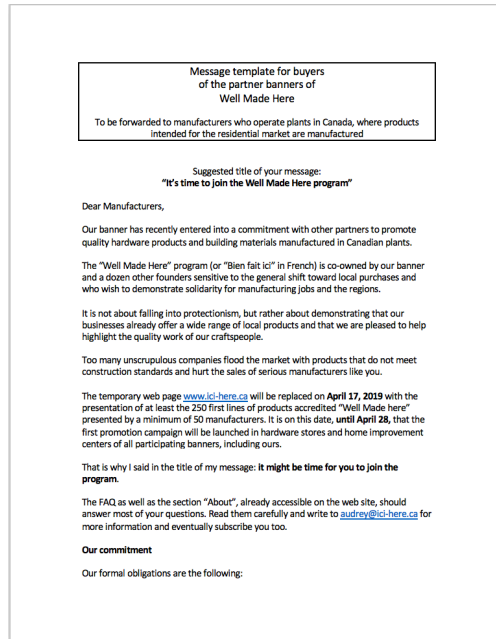 Message template for buyers
of the partner banners of
Well Made Here
To be forwarded to manufacturers who operate plants in Canada, where products
intended for the residential market are manufactured
Suggested title of your message:
“It’s time to join the Well Made Here program”
Dear Manufacturers,
Our banner has recently entered into a commitment with other partners to promote
quality hardware products and building materials manufactured in Canadian plants.
The “Well Made Here” program (or “Bien fait ici” in French) is co-owned by our banner
and a dozen other founders sensitive to the general shift toward local purchases and
who wish to demonstrate solidarity for manufacturing jobs and the regions.
It is not about falling into protectionism, but rather about demonstrating that our
businesses already offer a wide range of local products and that we are pleased to help
highlight the quality work of our craftspeople.
Too many unscrupulous companies flood the market with products that do not meet
construction standards and hurt the sales of serious manufacturers like you.
The temporary web page www.ici-here.ca will be replaced on April 17, 2019 with the
presentation of at least the 250 first lines of products accredited “Well Made here”
presented by a minimum of 50 manufacturers. It is on this date, until April 28, that the
first promotion campaign will be launched in hardware stores and home improvement
centers of all participating banners, including ours.
That is why I said in the title of my message: it might be time for you to join the
program.
The FAQ as well as the section “About”, already accessible on the web site, should
answer most of your questions. Read them carefully and write to audrey@ici-here.ca for
more information and eventually subscribe you too.
Our commitment
Our formal obligations are the following: